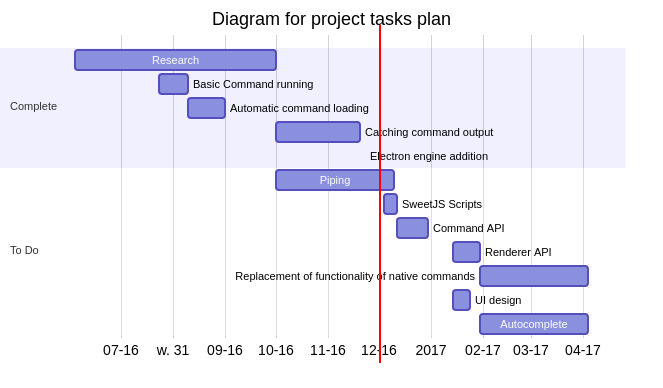 Diagram for project tasks plan
Research
Basic Command running
Automatic command loading
Catching command output
Electron engine addition
Complete
Piping
SweetJS Scripts
Command API
Renderer API
Replacement of functionality of native commands
UI design
Autocomplete
To Do
07-16 w. 31 09-16 10-16 11-16 12-16 2017 02-17 03-17 04-17